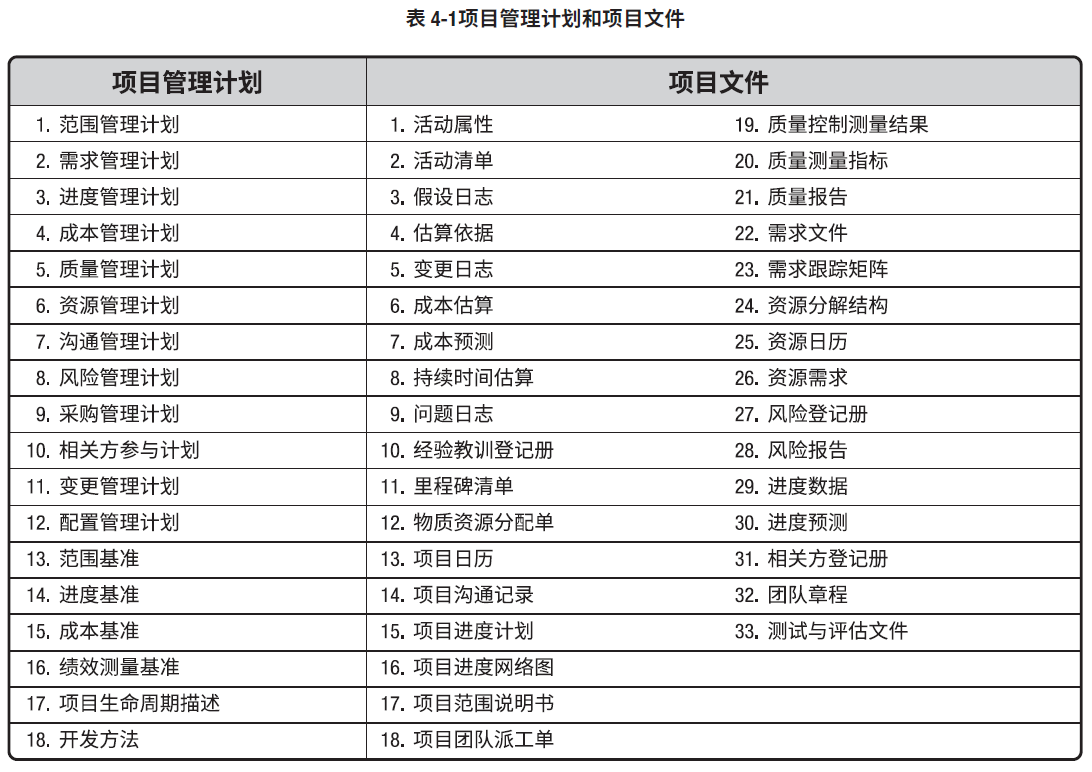 表 4-1项目管理计划和项目文件
项目管理计划 项目文件
1. 范围管理计划 1. 活动属性 19. 质量控制测量结果
2. 需求管理计划 2. 活动清单 20. 质量测量指标
3. 进度管理计划 3. 假设日志 21. 质量报告
4. 成本管理计划 4. 估算依据 22. 需求文件
5. 质量管理计划 5. 变更日志 23. 需求跟踪矩阵
6. 资源管理计划 6. 成本估算 24. 资源分解结构
7. 沟通管理计划 7. 成本预测 25. 资源日历
8. 风险管理计划 8. 持续时间估算 26. 资源需求
9. 采购管理计划 9. 问题日志 27. 风险登记册
10. 相关方参与计划 10. 经验教训登记册 28. 风险报告
11. 变更管理计划 11. 里程碑清单 29. 进度数据
12. 配置管理计划 12. 物质资源分配单 30. 进度预测
13. 范围基准 13. 项目日历 31. 相关方登记册
14. 进度基准 14. 项目沟通记录 32. 团队章程
15. 成本基准 15. 项目进度计划 33. 测试与评估文件
16. 绩效测量基准 16. 项目进度网络图
17. 项目生命周期描述 17. 项目范围说明书
18. 开发方法 18. 项目团队派工单